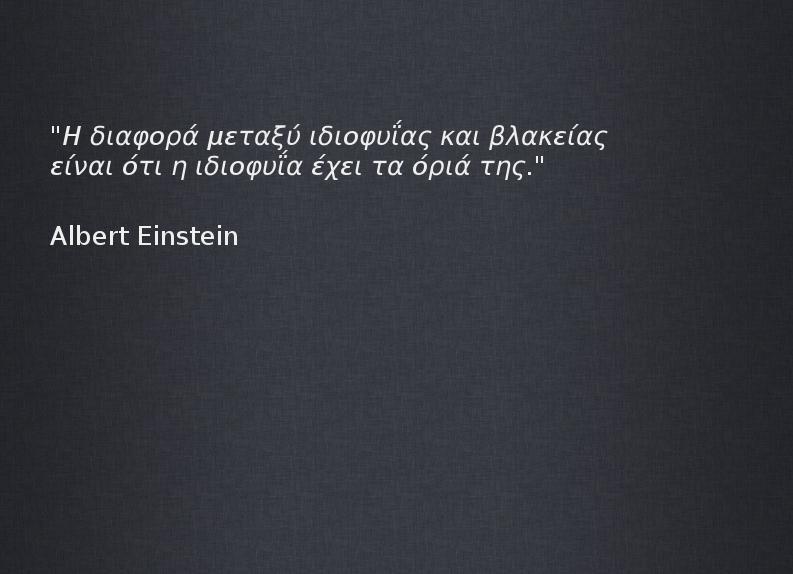 "Η διαφορά μεταξύ ιδιοφυΐας και βλακείας
είναι ότι η ιδιοφυΐα έχει τα όριά της."
Albert Einstein